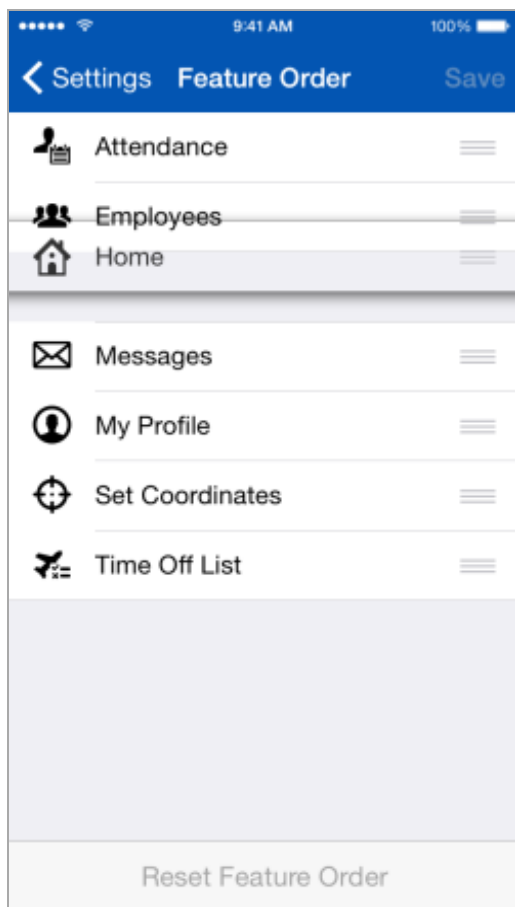 9:41 AM 100%
Settings Feature Order Save
Attendance
Employees
Home
Messages
My Profile
Set Coordinates
Time Off List
Reset Feature Order